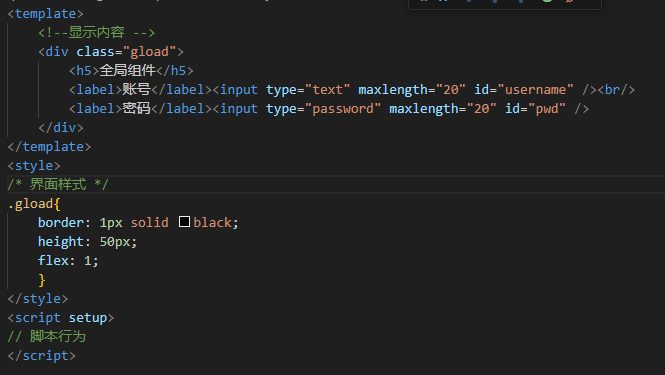 <template>
    <!--显示内容 -->
    <div class="gload">
        <h5>全局组件</h5>
        <label>账号</label><input type="text" maxlength="20" id="username" /><br/>
        <label>密码</label><input type="password" maxlength="20" id="pwd" />
    </div>
</template>
<style>
/* 界面样式 */
.gload{
    border: 1px solid black;
    height: 50px;
    flex: 1;
    }
</style>
<script setup>
// 脚本行为
</script>